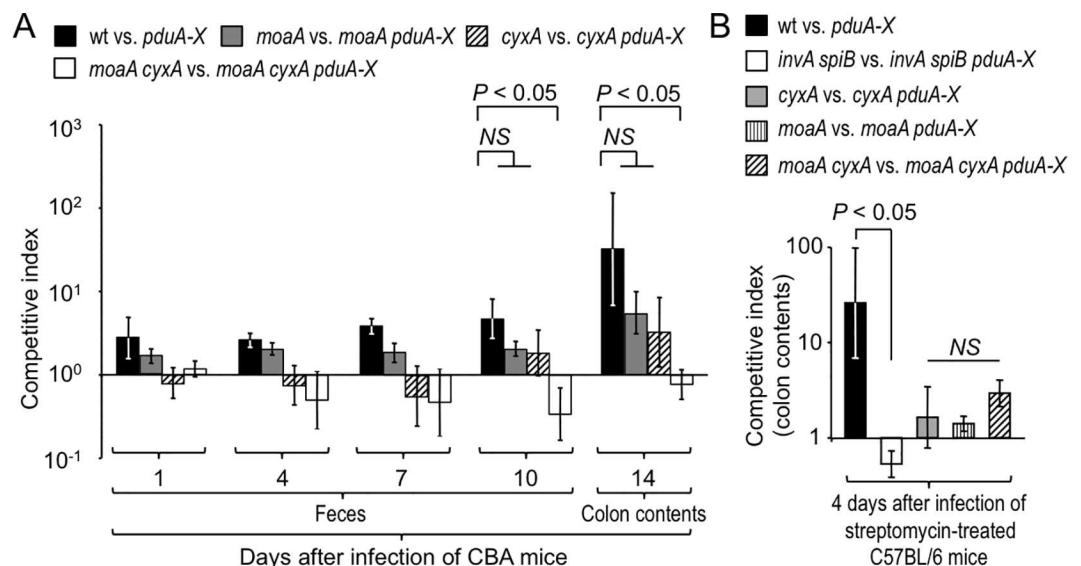 A
wt vs. pduA-X
moaA vs. moaA pduA-X
cyxA vs. cyxA pduA-X
moaA cyxA vs. moaA cyxA pduA-X
P < 0.05
P < 0.05
NS
NS
Competitive index
10³
10²
10¹
10⁰
10⁻¹
1
4
7
10
14
Feces
Colon contents
Days after infection of CBA mice
B
wt vs. pduA-X
invA spiB vs. invA spiB pduA-X
cyxA vs. cyxA pduA-X
moaA vs. moaA pduA-X
moaA cyxA vs. moaA cyxA pduA-X
P < 0.05
NS
Competitive index
(colon contents)
100
10
1
4 days after infection of
streptomycin-treated
C57BL/6 mice